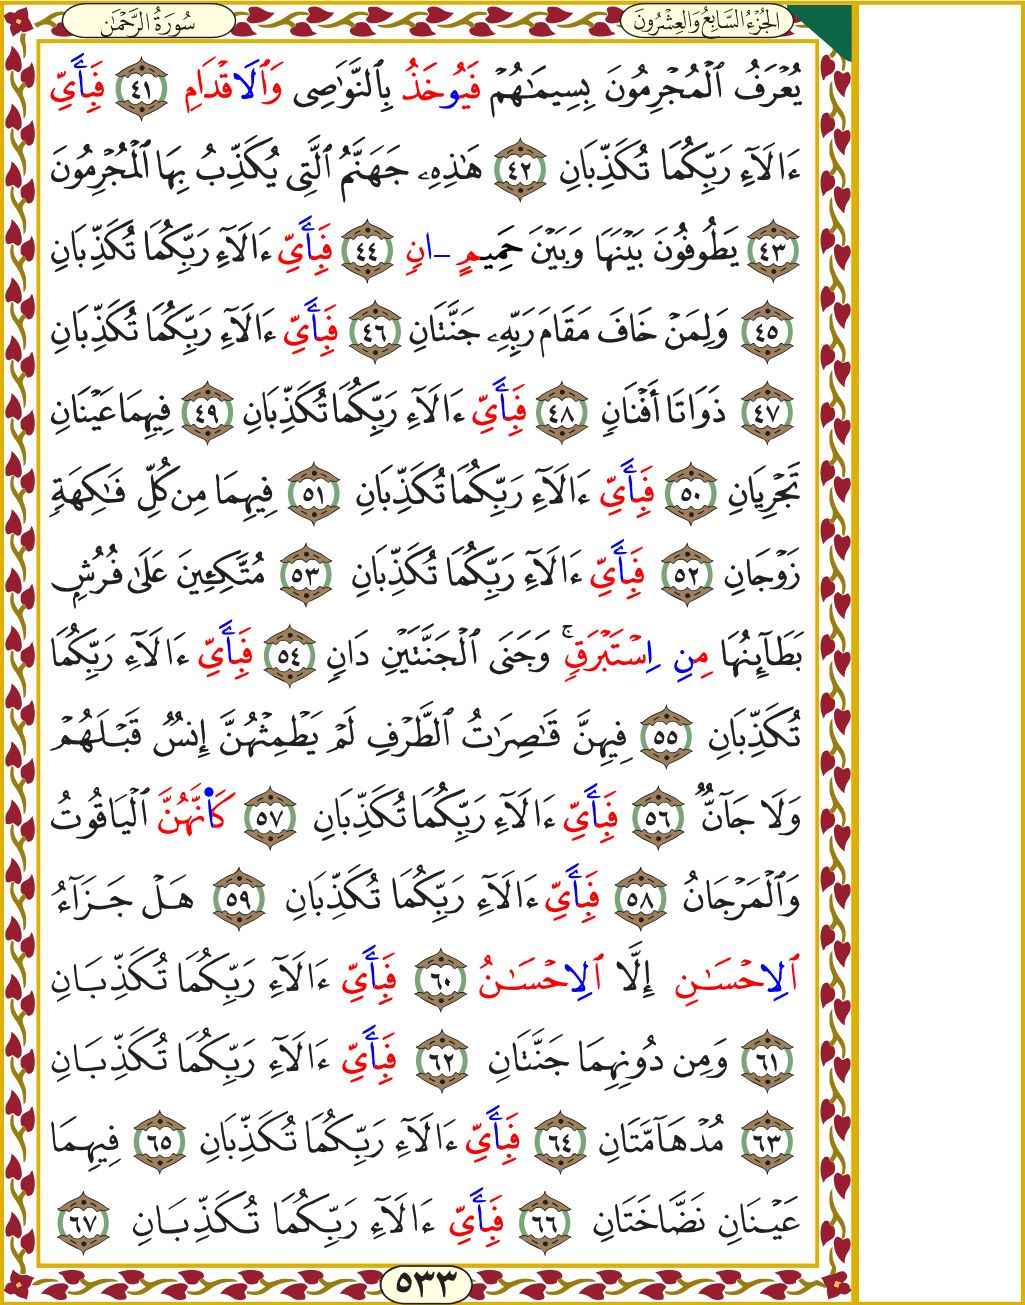 الجُزْءُ السَّابِعُ وَالعِشْرُونَ
سُورَةُ الرَّحْمَٰن
يُعْرَفُ ٱلْمُجْرِمُونَ بِسِيمَٰهُمْ فَيُوخَذُ بِٱلنَّوَٰصِى وَٱلَاقْدَامِ ٤١ فَبِأَيِّ
ءَالَآءِ رَبِّكُمَا تُكَذِّبَانِ ٤٢ هَٰذِهِۦ جَهَنَّمُ ٱلَّتِى يُكَذِّبُ بِهَا ٱلْمُجْرِمُونَ
٤٣ يَطُوفُونَ بَيْنَهَا وَبَيْنَ حَمِيمٍ ـانٍ ٤٤ فَبِأَيِّ ءَالَآءِ رَبِّكُمَا تُكَذِّبَانِ
٤٥ وَلِمَنْ خَافَ مَقَامَ رَبِّهِۦ جَنَّتَٰنِ ٤٦ فَبِأَيِّ ءَالَآءِ رَبِّكُمَا تُكَذِّبَانِ
٤٧ ذَوَاتَا أَفْنَانٍ ٤٨ فَبِأَيِّ ءَالَآءِ رَبِّكُمَا تُكَذِّبَانِ ٤٩ فِيهِمَا عَيْنَانِ
تَجْرِيَانِ ٥٠ فَبِأَيِّ ءَالَآءِ رَبِّكُمَا تُكَذِّبَانِ ٥١ فِيهِمَا مِن كُلِّ فَٰكِهَةٍ
زَوْجَانِ ٥٢ فَبِأَيِّ ءَالَآءِ رَبِّكُمَا تُكَذِّبَانِ ٥٣ مُتَّكِـِٔينَ عَلَىٰ فُرُشٍ
بَطَآئِنُهَا مِنِ اِسْتَبْرَقٍۚ وَجَنَى ٱلْجَنَّتَيْنِ دَانٍ ٥٤ فَبِأَيِّ ءَالَآءِ رَبِّكُمَا
تُكَذِّبَانِ ٥٥ فِيهِنَّ قَٰصِرَٰتُ ٱلطَّرْفِ لَمْ يَطْمِثْهُنَّ إِنسٌ قَبْلَهُمْ
وَلَا جَآنٌّ ٥٦ فَبِأَيِّ ءَالَآءِ رَبِّكُمَا تُكَذِّبَانِ ٥٧ كَأَنَّهُنَّ ٱلْيَاقُوتُ
وَٱلْمَرْجَانُ ٥٨ فَبِأَيِّ ءَالَآءِ رَبِّكُمَا تُكَذِّبَانِ ٥٩ هَلْ جَزَآءُ
ٱلِاحْسَٰنِ إِلَّا ٱلِاحْسَٰنُ ٦٠ فَبِأَيِّ ءَالَآءِ رَبِّكُمَا تُكَذِّبَانِ
٦١ وَمِن دُونِهِمَا جَنَّتَٰنِ ٦٢ فَبِأَيِّ ءَالَآءِ رَبِّكُمَا تُكَذِّبَانِ
٦٣ مُدْهَآمَّتَانِ ٦٤ فَبِأَيِّ ءَالَآءِ رَبِّكُمَا تُكَذِّبَانِ ٦٥ فِيهِمَا
عَيْنَانِ نَضَّاخَتَانِ ٦٦ فَبِأَيِّ ءَالَآءِ رَبِّكُمَا تُكَذِّبَانِ ٦٧
٥٣٣